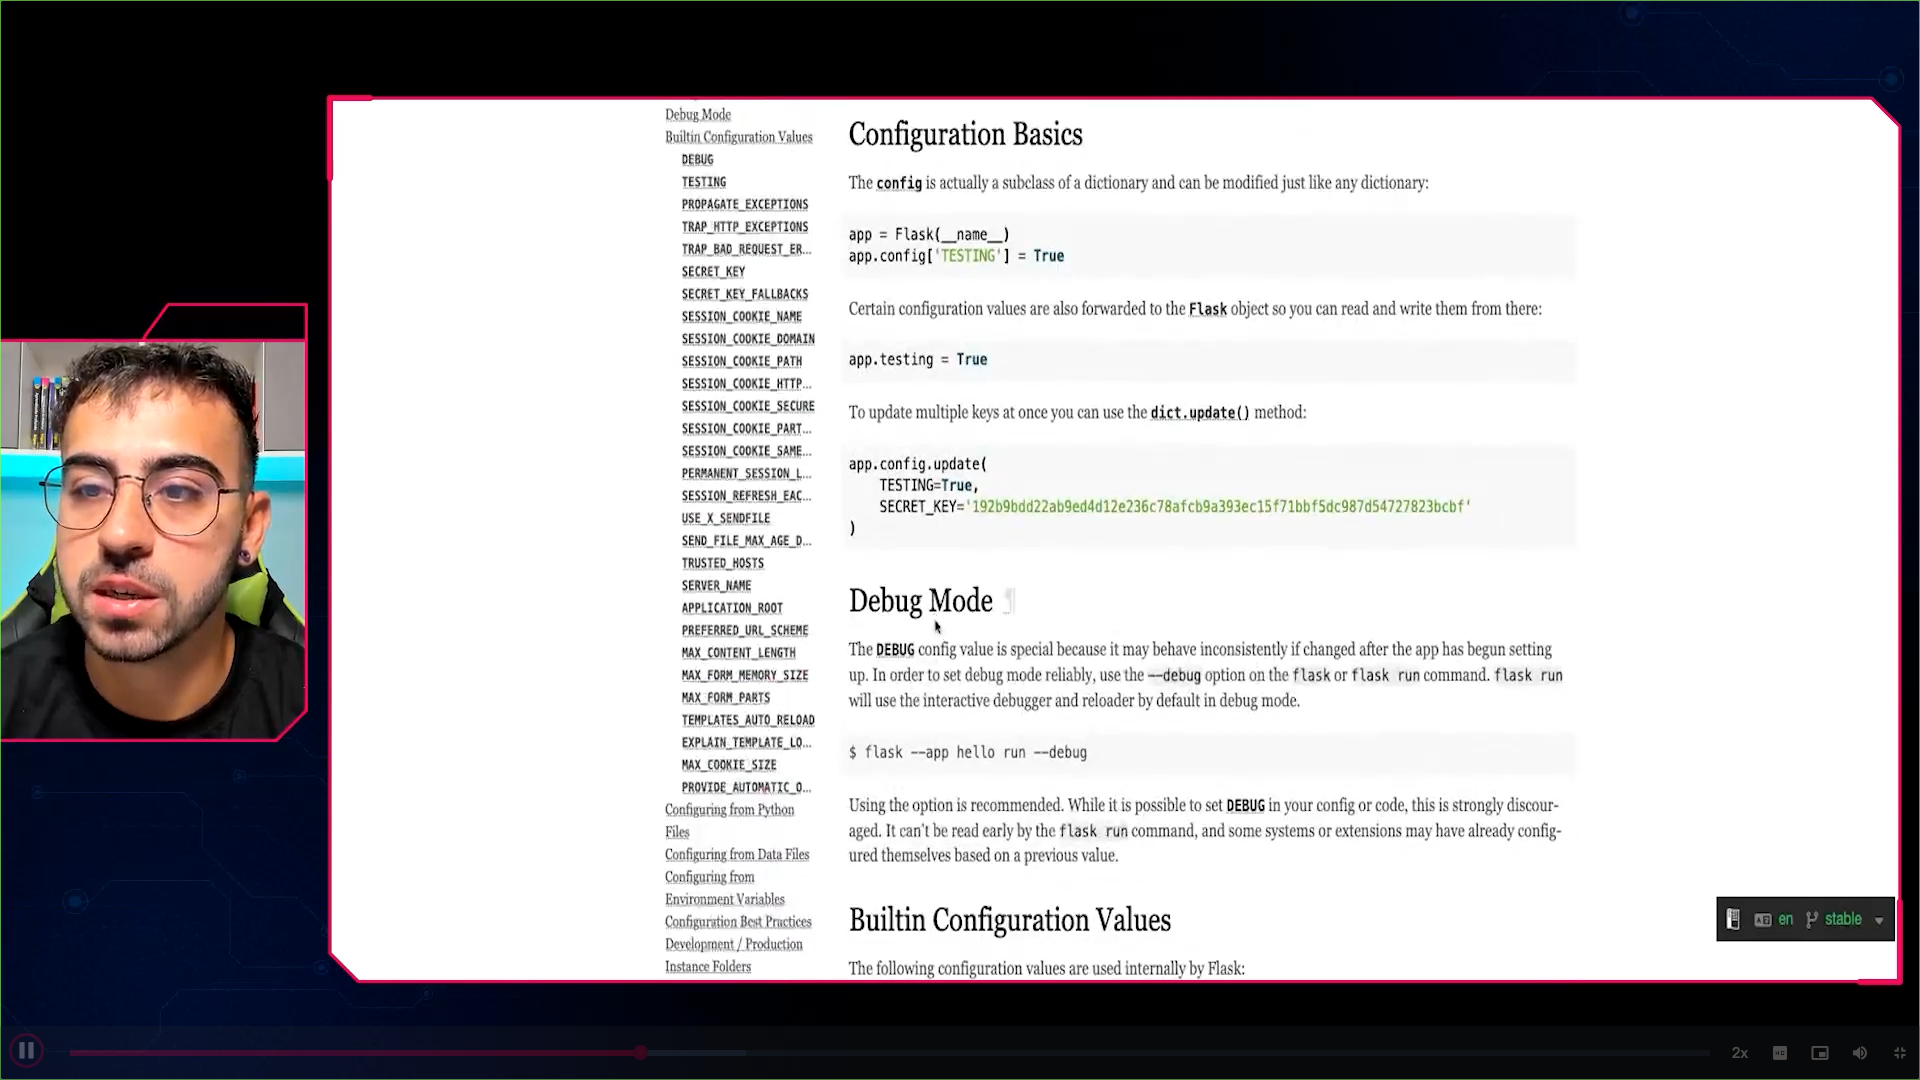 Debug Mode
Builtin Configuration Values
DEBUG
TESTING
PROPAGATE_EXCEPTIONS
TRAP_HTTP_EXCEPTIONS
TRAP_BAD_REQUEST_ER...
SECRET_KEY
SECRET_KEY_FALLBACKS
SESSION_COOKIE_NAME
SESSION_COOKIE_DOMAIN
SESSION_COOKIE_PATH
SESSION_COOKIE_HTTP...
SESSION_COOKIE_SECURE
SESSION_COOKIE_PART...
SESSION_COOKIE_SAME...
PERMANENT_SESSION_L...
SESSION_REFRESH_EAC...
USE_X_SENDFILE
SEND_FILE_MAX_AGE_D...
TRUSTED_HOSTS
SERVER_NAME
APPLICATION_ROOT
PREFERRED_URL_SCHEME
MAX_CONTENT_LENGTH
MAX_FORM_MEMORY_SIZE
MAX_FORM_PARTS
TEMPLATES_AUTO_RELOAD
EXPLAIN_TEMPLATE_LO...
MAX_COOKIE_SIZE
PROVIDE_AUTOMATIC_O...
Configuring from Python
Files
Configuring from Data Files
Configuring from
Environment Variables
Configuration Best Practices
Development / Production
Instance Folders
Configuration Basics
The config is actually a subclass of a dictionary and can be modified just like any dictionary:
app = Flask(__name__)
app.config['TESTING'] = True
Certain configuration values are also forwarded to the Flask object so you can read and write them from there:
app.testing = True
To update multiple keys at once you can use the dict.update() method:
app.config.update(
TESTING=True,
SECRET_KEY='192b9bdd22ab9ed4d12e236c78afcb9a393ec15f71bbf5dc987d54727823bcbf'
)
Debug Mode ¶
The DEBUG config value is special because it may behave inconsistently if changed after the app has begun setting
up. In order to set debug mode reliably, use the --debug option on the flask or flask run command. flask run
will use the interactive debugger and reloader by default in debug mode.
$ flask --app hello run --debug
Using the option is recommended. While it is possible to set DEBUG in your config or code, this is strongly discour-
aged. It can't be read early by the flask run command, and some systems or extensions may have already config-
ured themselves based on a previous value.
Builtin Configuration Values
The following configuration values are used internally by Flask:
en stable
2x